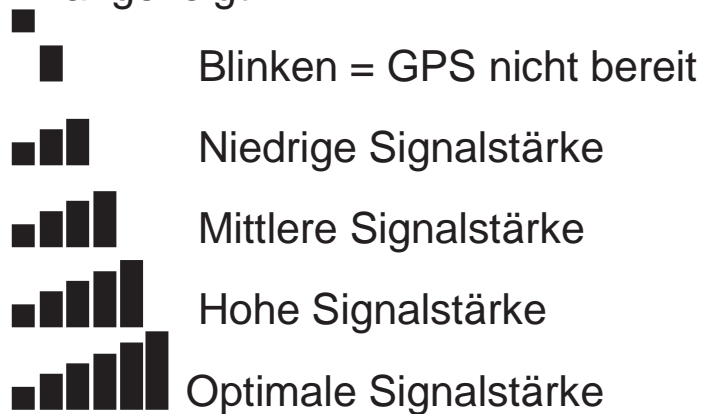 Blinken = GPS nicht bereit
Niedrige Signalstärke
Mittlere Signalstärke
Hohe Signalstärke
Optimale Signalstärke